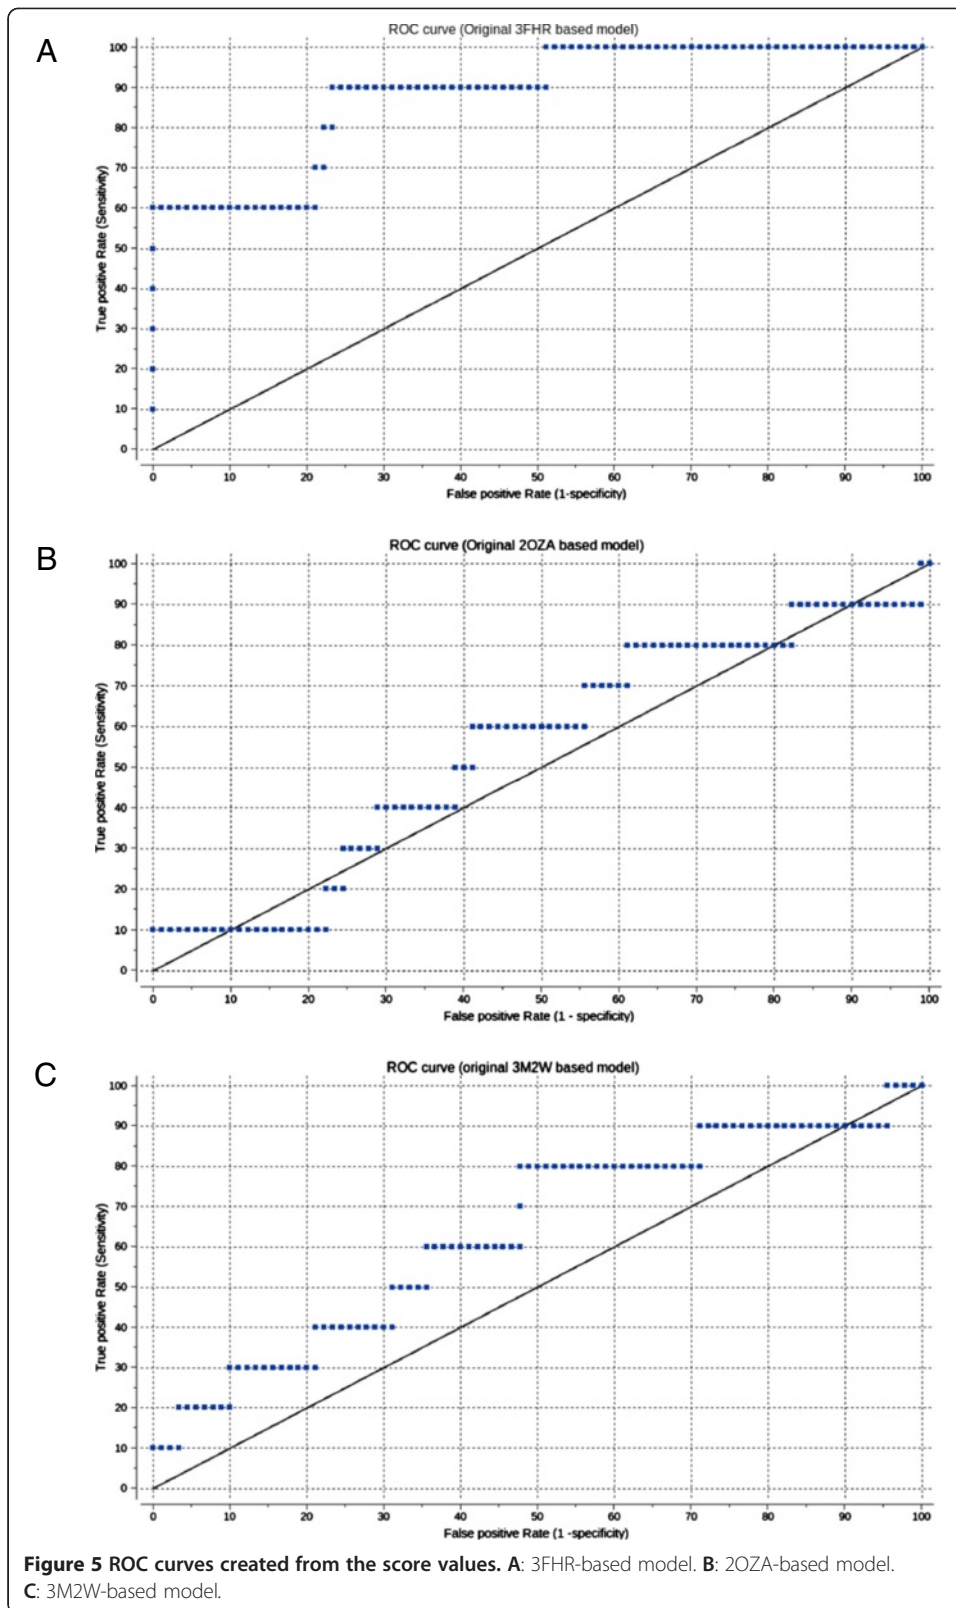 A
ROC curve (Original 3FHR based model)
True positive Rate (Sensitivity)
100
90
80
70
60
50
40
30
20
10
0
0 10 20 30 40 50 60 70 80 90 100
False positive Rate (1-specificity)
B
ROC curve (Original 2OZA based model)
True positive Rate (Sensitivity)
100
90
80
70
60
50
40
30
20
10
0
0 10 20 30 40 50 60 70 80 90 100
False positive Rate (1 - specificity)
C
ROC curve (original 3M2W based model)
True positive Rate (Sensitivity)
100
90
80
70
60
50
40
30
20
10
0
0 10 20 30 40 50 60 70 80 90 100
False positive Rate (1 -specificity)
Figure 5 ROC curves created from the score values. A: 3FHR-based model. B: 2OZA-based model.
C: 3M2W-based model.